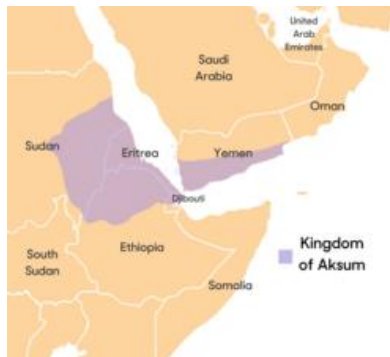 United
Arab
Emirates
Saudi
Arabia
Oman
Sudan
Eritrea
Yemen
Djibouti
South
Sudan
Ethiopia
Somalia
Kingdom
of Aksum